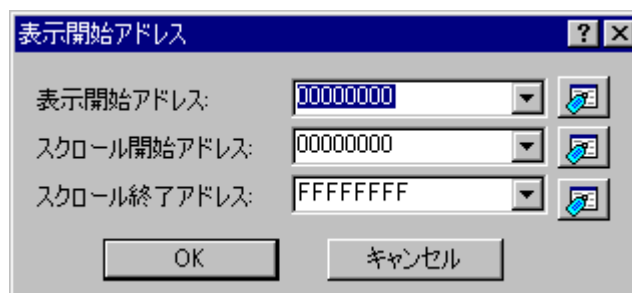 表示開始アドレス
表示開始アドレス: 00000000
スクロール開始アドレス: 00000000
スクロール終了アドレス: FFFFFFFF
OK キャンセル